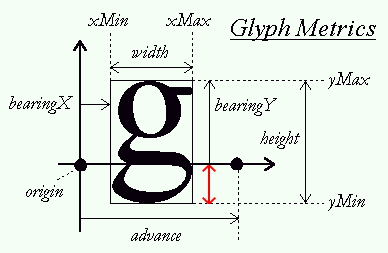 xMin xMax
Glyph Metrics
width
yMax
bearingX
bearingY
g
height
origin
yMin
advance